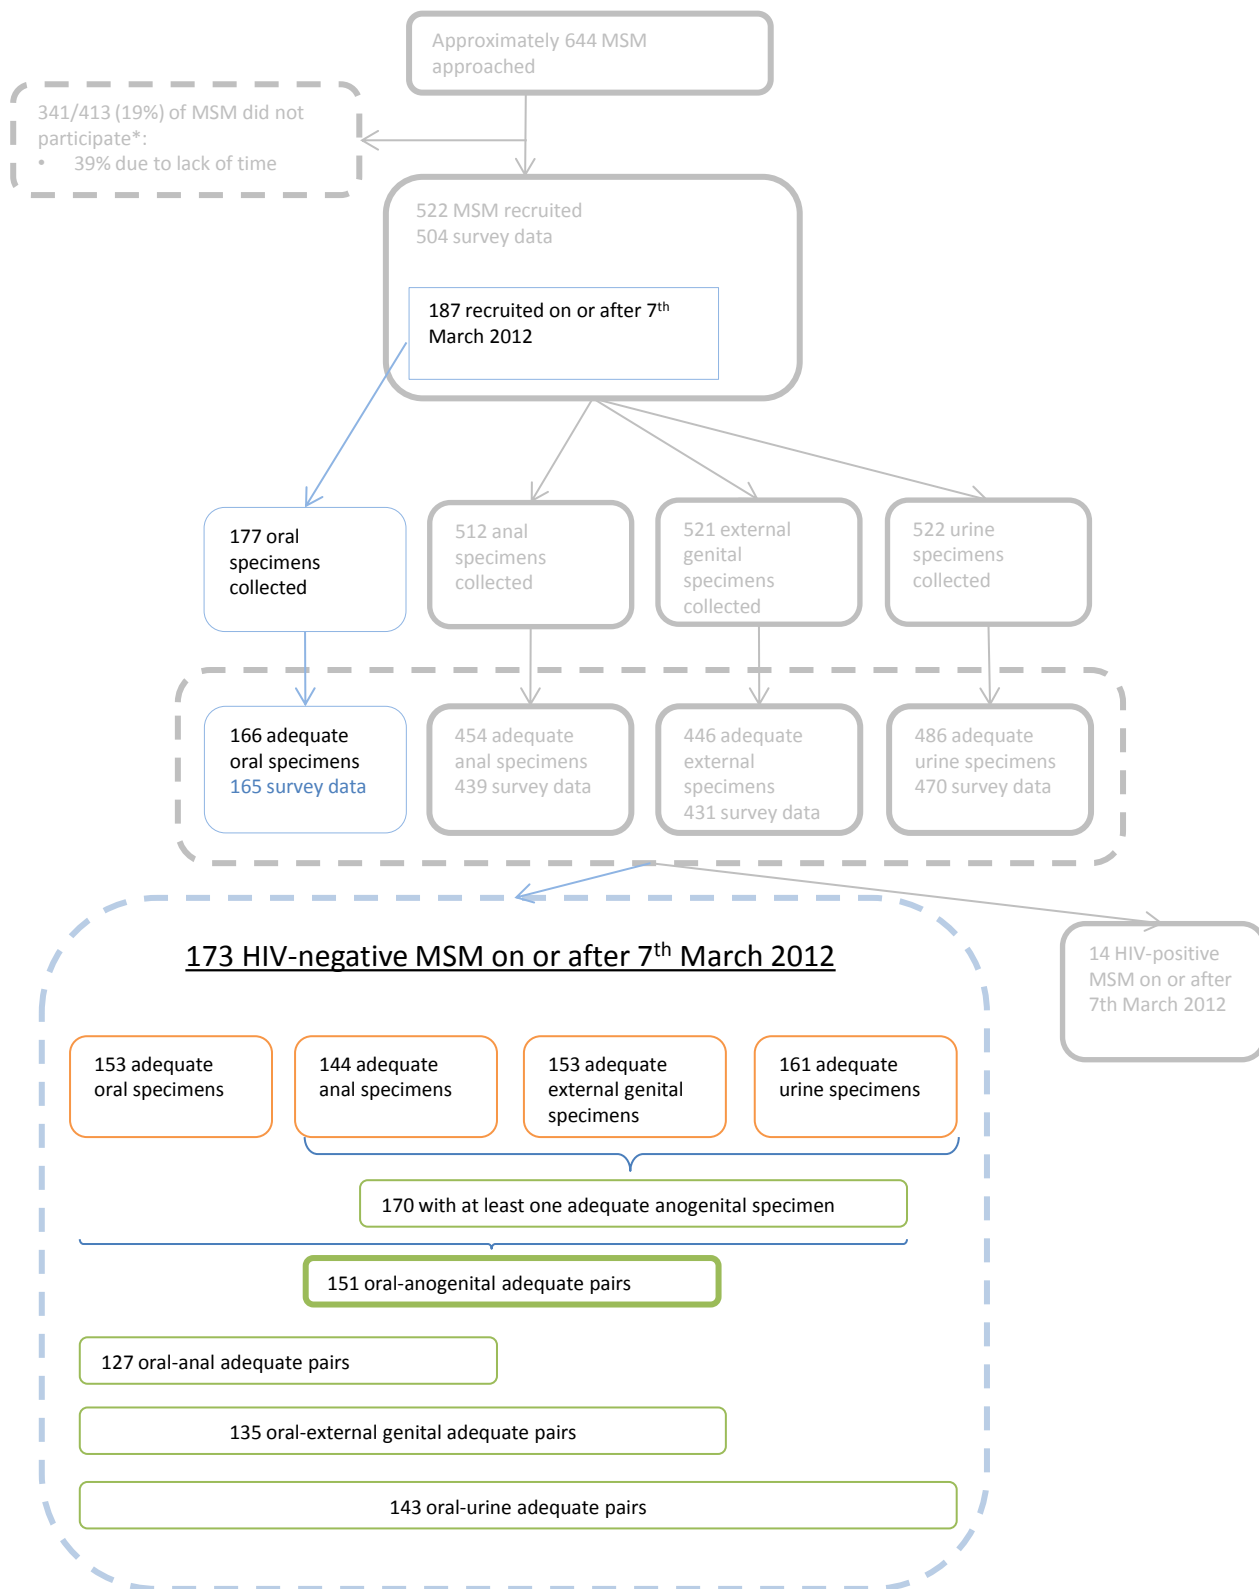 Approximately 644 MSM
approached
341/413 (19%) of MSM did not
participate*:
• 39% due to lack of time
522 MSM recruited
504 survey data
187 recruited on or after 7th
March 2012
177 oral
specimens
collected
512 anal
specimens
collected
521 external
genital
specimens
collected
522 urine
specimens
collected
166 adequate
oral specimens
165 survey data
454 adequate
anal specimens
439 survey data
446 adequate
external
specimens
431 survey data
486 adequate
urine specimens
470 survey data
173 HIV-negative MSM on or after 7th March 2012
14 HIV-positive
MSM on or after
7th March 2012
153 adequate
oral specimens
144 adequate
anal specimens
153 adequate
external genital
specimens
161 adequate
urine specimens
170 with at least one adequate anogenital specimen
151 oral-anogenital adequate pairs
127 oral-anal adequate pairs
135 oral-external genital adequate pairs
143 oral-urine adequate pairs